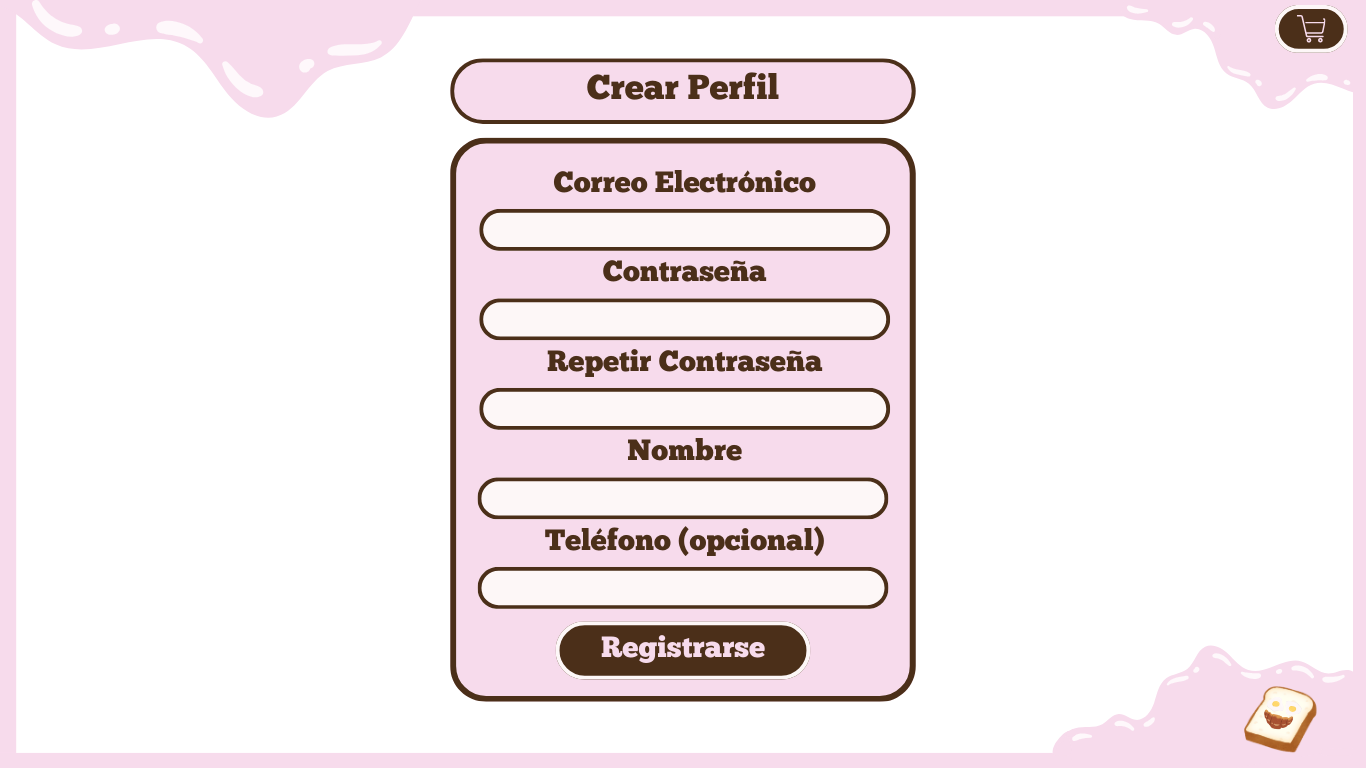 Crear Perfil
Correo Electrónico
Contraseña
Repetir Contraseña
Nombre
Teléfono (opcional)
Registrarse